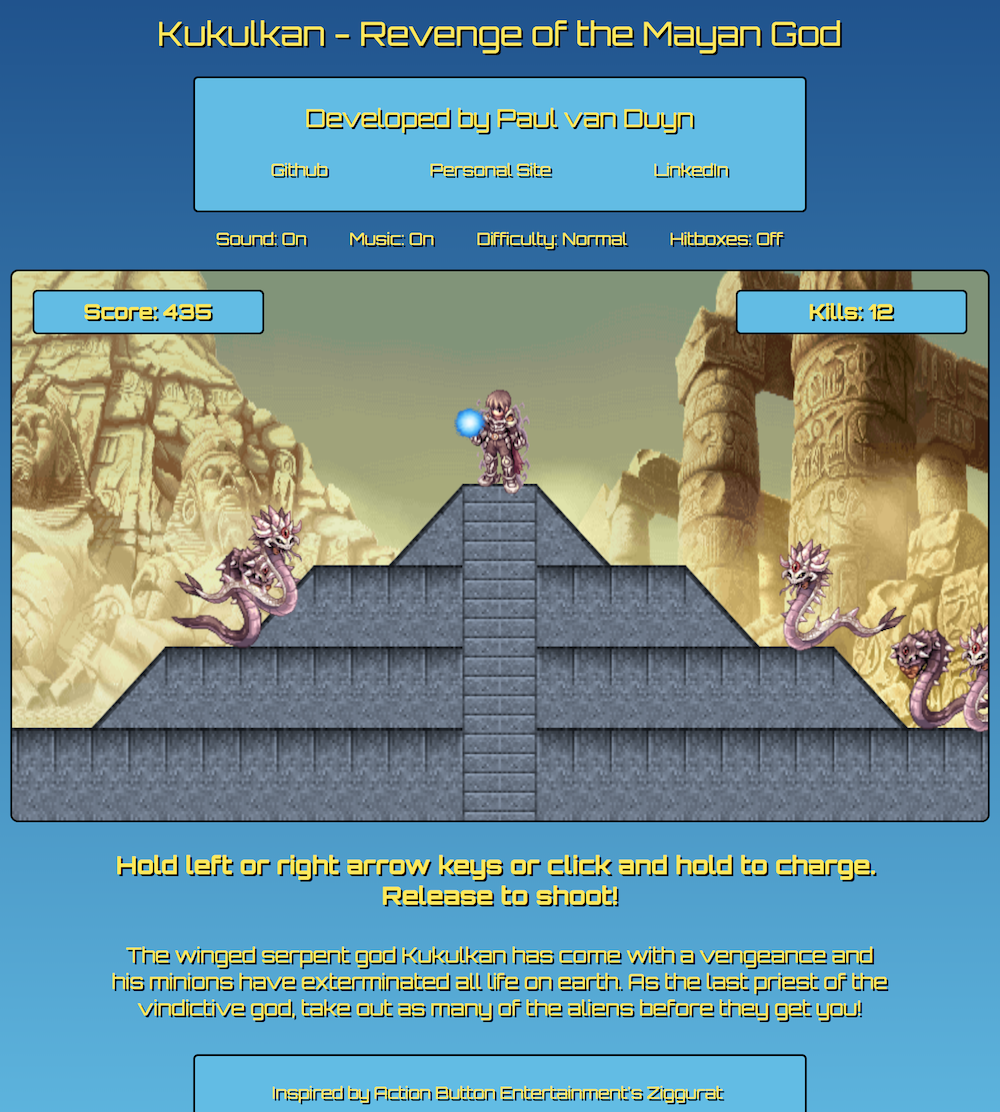 Kukulkan - Revenge of the Mayan God
Developed by Paul van Duyn
Github Personal Site LinkedIn
Sound: On Music: On Difficulty: Normal Hitboxes: Off
Score: 435 Kills: 12
Hold left or right arrow keys or click and hold to charge.
Release to shoot!
The winged serpent god Kukulkan has come with a vengeance and
his minions have exterminated all life on earth. As the last priest of the
vindictive god, take out as many of the aliens before they get you!
Inspired by Action Button Entertainment's Ziggurat